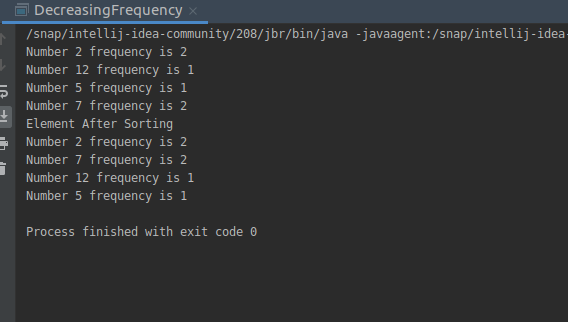 DecreasingFrequency
/snap/intellij-idea-community/208/jbr/bin/java -javaagent:/snap/intellij-idea-
Number 2 frequency is 2
Number 12 frequency is 1
Number 5 frequency is 1
Number 7 frequency is 2
Element After Sorting
Number 2 frequency is 2
Number 7 frequency is 2
Number 12 frequency is 1
Number 5 frequency is 1
Process finished with exit code 0